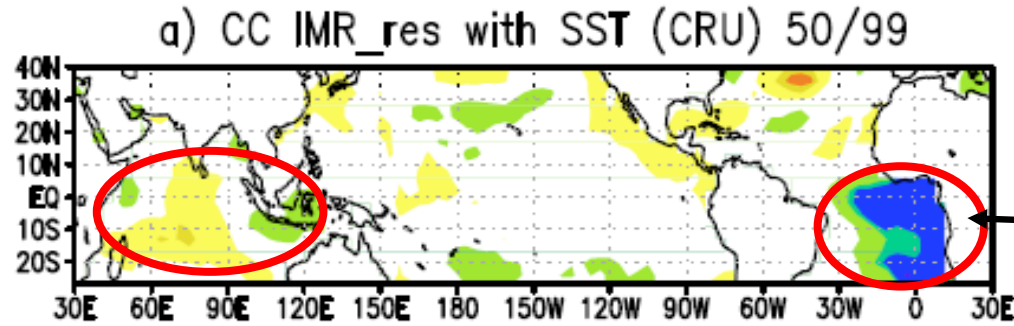 a) CC IMR_res with SST (CRU) 50/99
40N
30N
20N
10N
EQ
10S
20S
30E 60E 90E 120E 150E 180 150W 120W 90W 60W 30W 0 30E